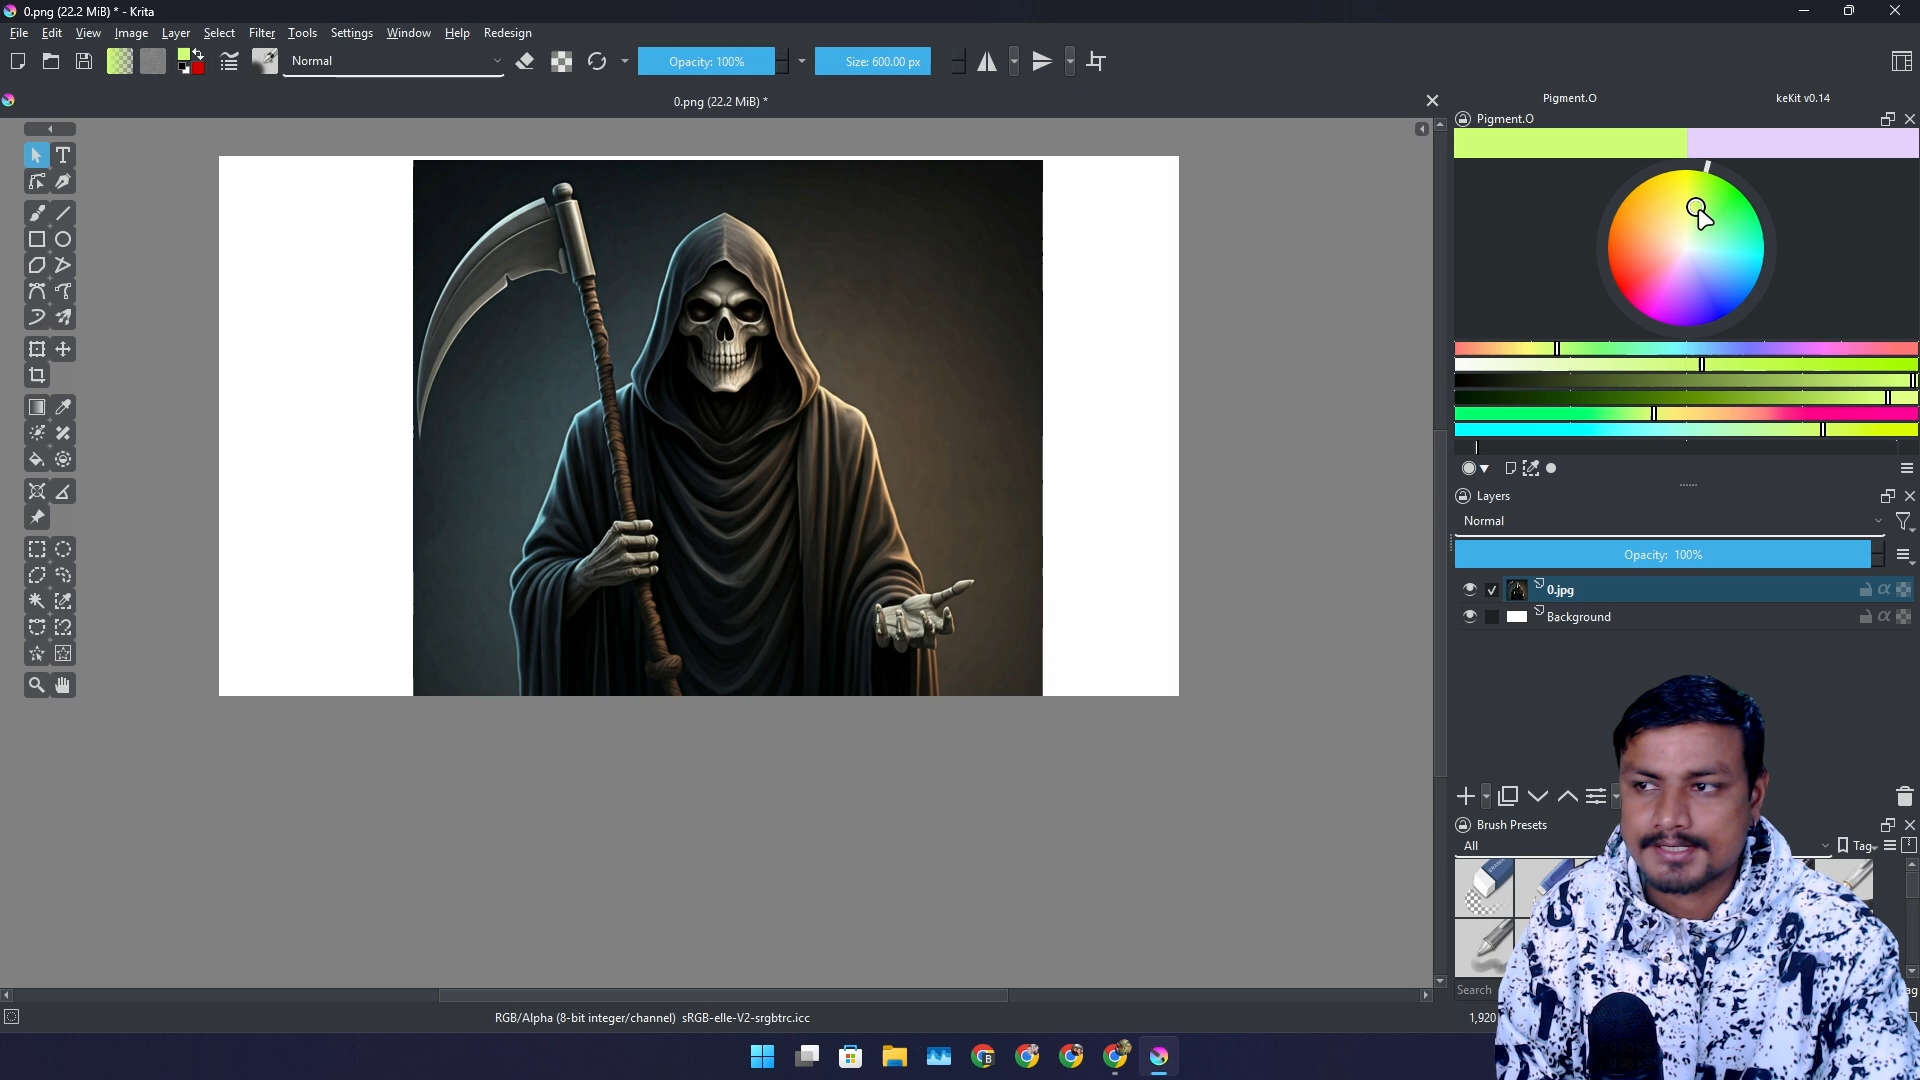 0.png (22.2 MiB) * - Krita
File Edit View Image Layer Select Filter Tools Settings Window Help Redesign
Normal
Opacity: 100%
Size: 600.00 px
0.png (22.2 MiB) *
Pigment.O
keKit v0.14
Pigment.O
Layers
Normal
Opacity: 100%
0.jpg
Background
Brush Presets
All
Tag
Search
RGB/Alpha (8-bit integer/channel) sRGB-elle-V2-srgbtrc.icc
1,920